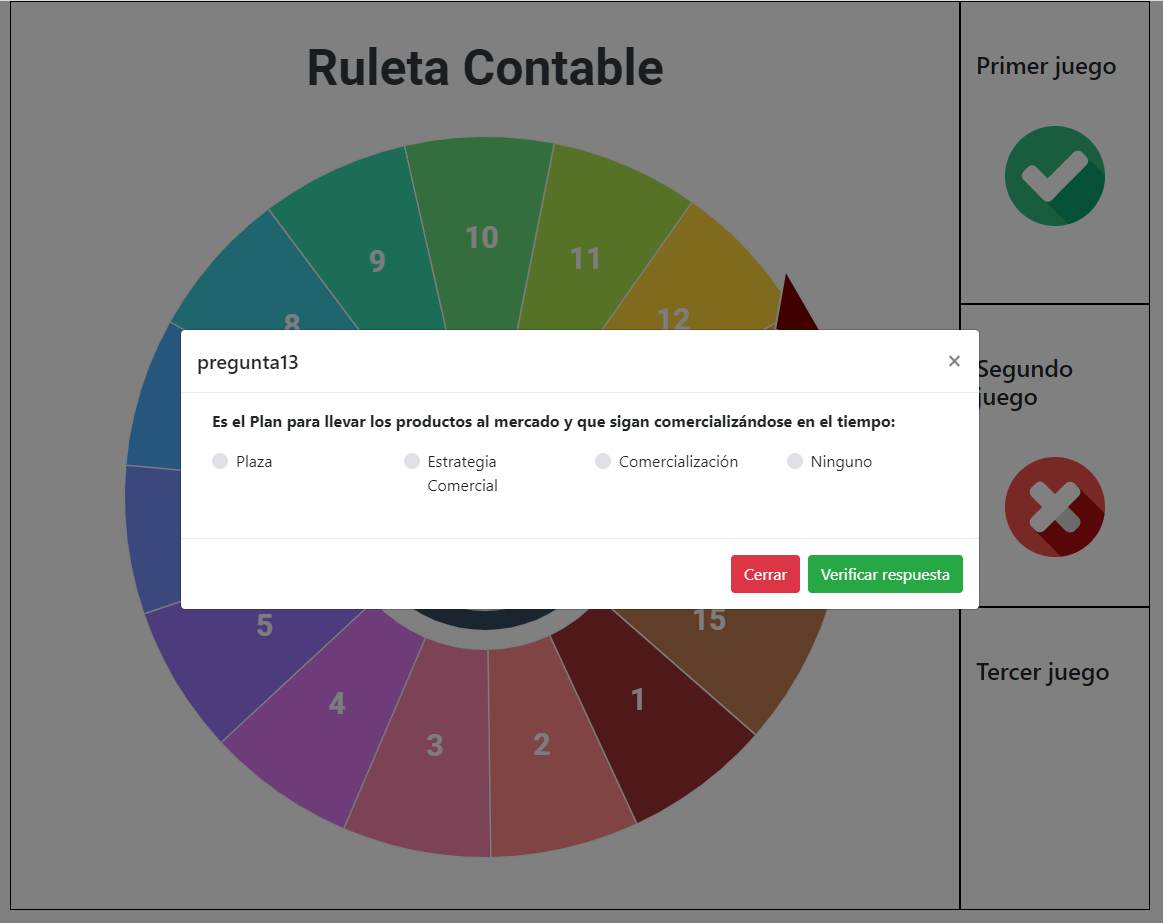 Ruleta Contable
Primer juego
10
9
11
8
12
pregunta13
×
Segundo
juego
Es el Plan para llevar los productos al mercado y que sigan comercializándose en el tiempo:
Plaza
Estrategia
Comercial
Comercialización
Ninguno
Cerrar
Verificar respuesta
5
15
4
1
3
2
Tercer juego